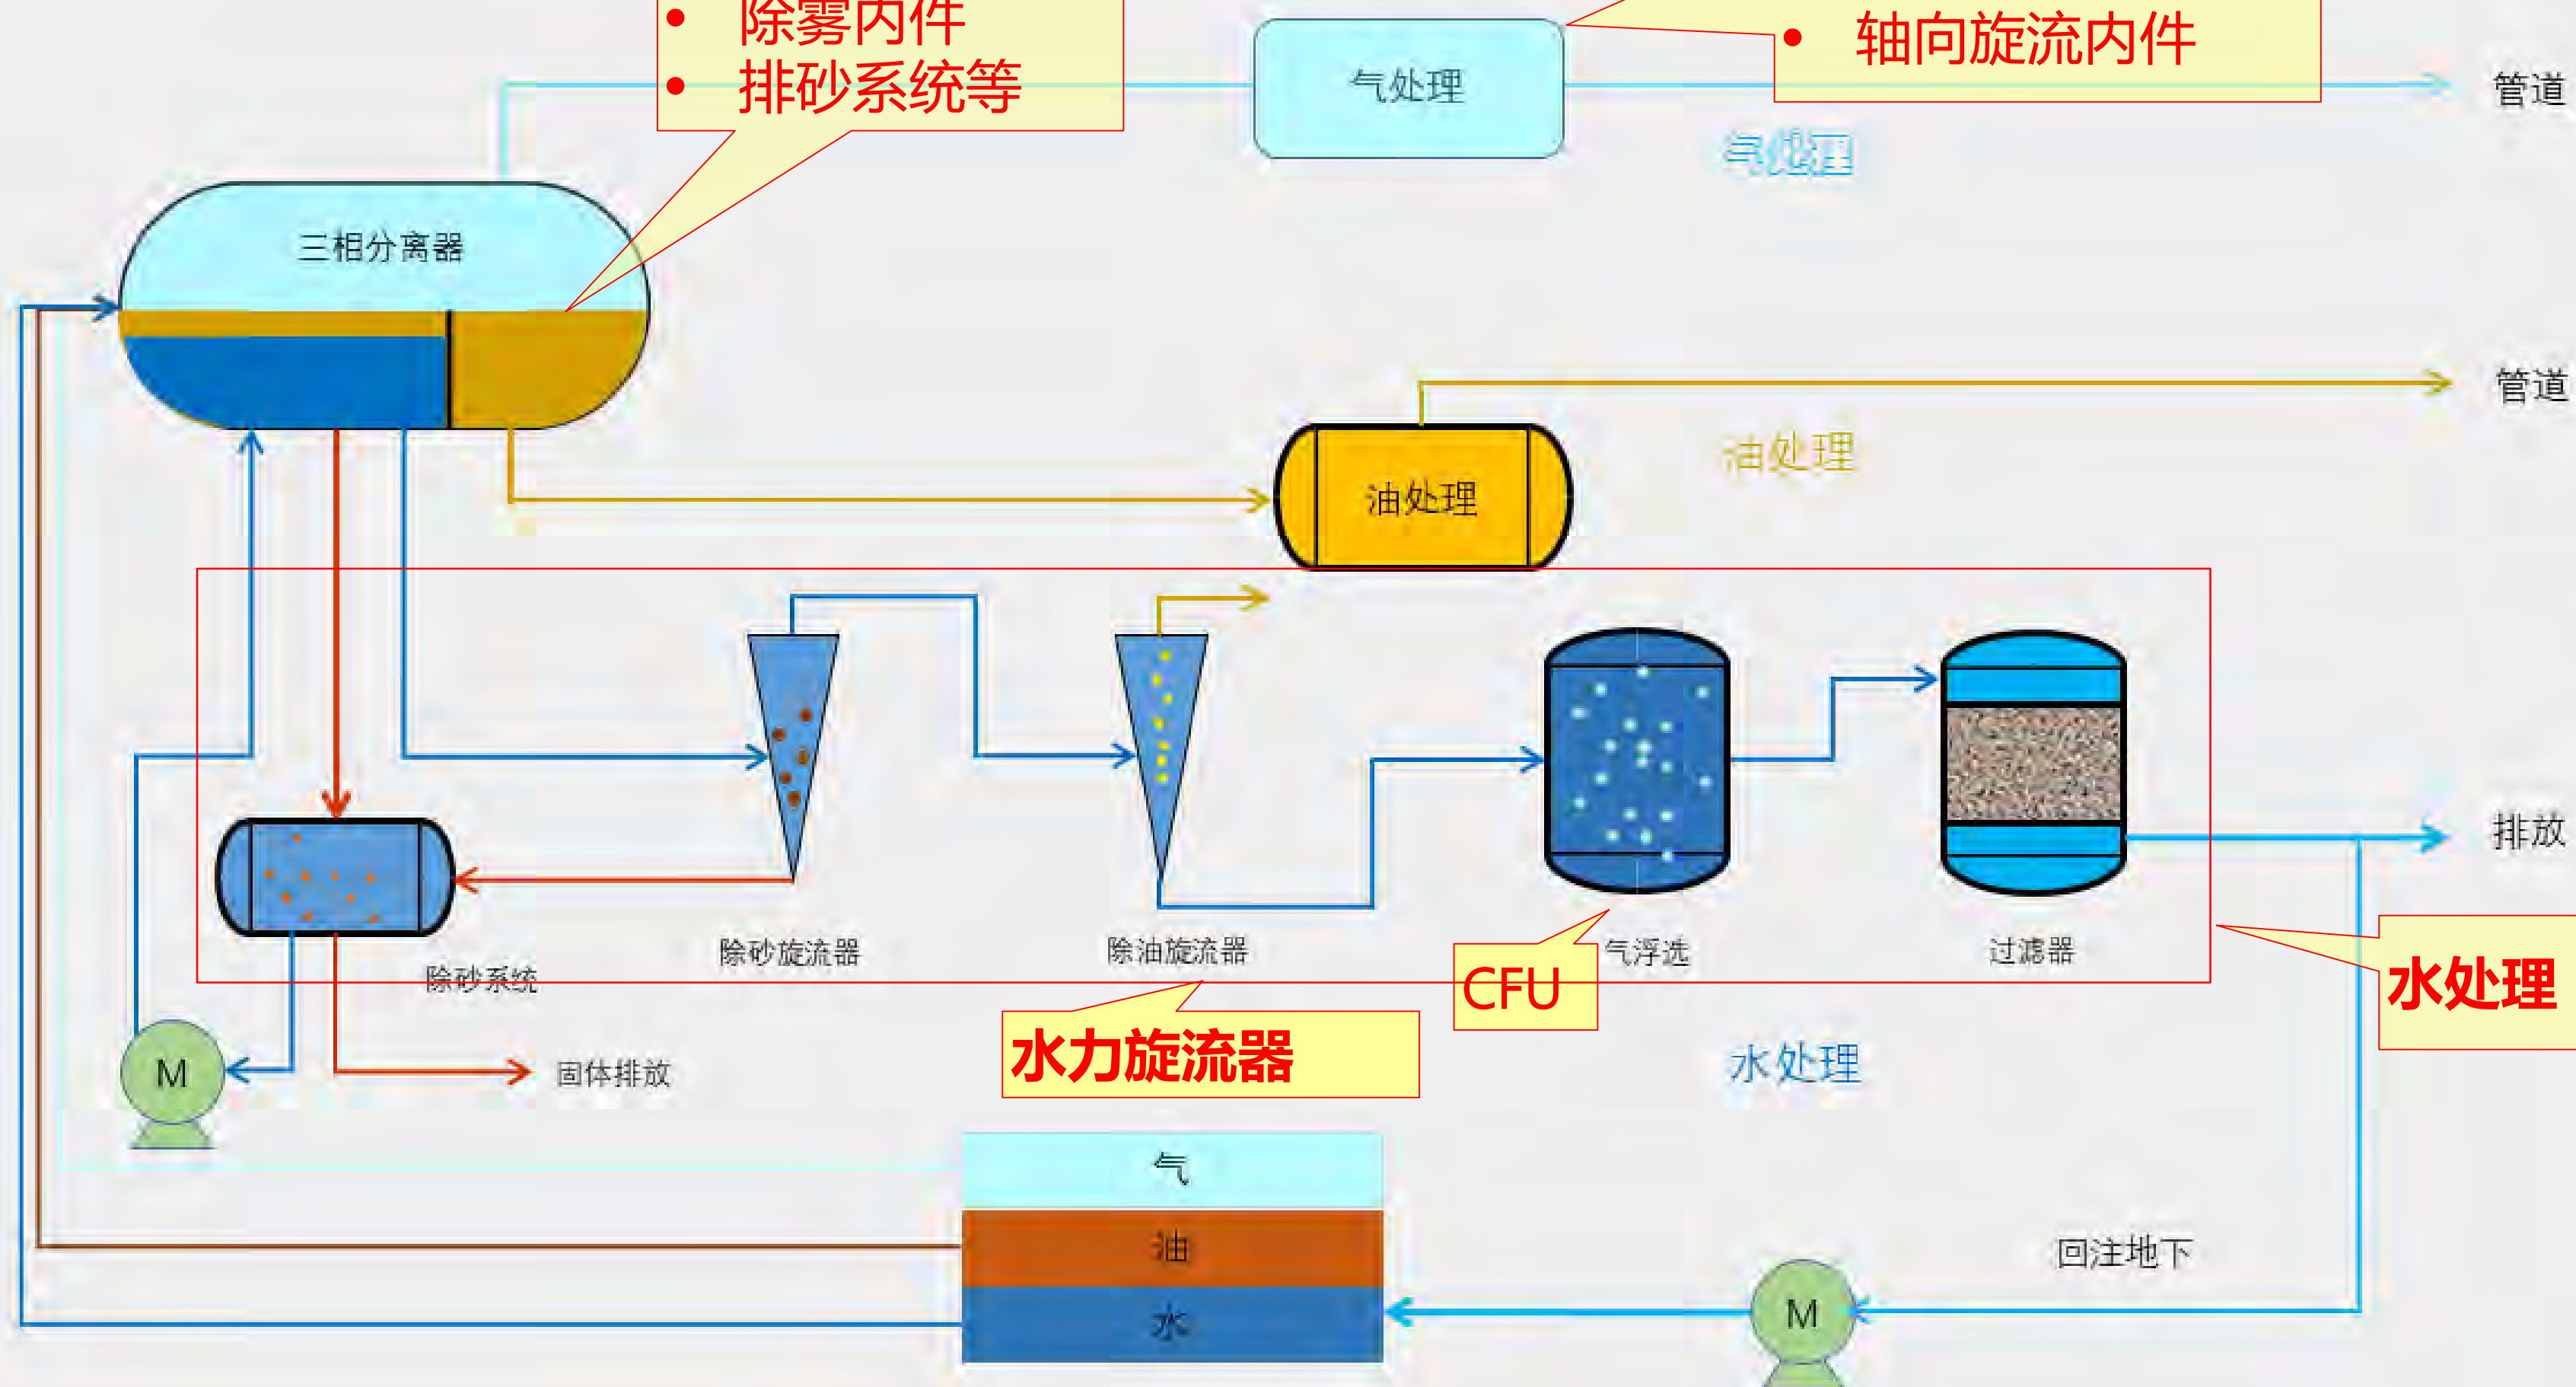 • 除雾内件
• 排砂系统等
• 轴向旋流内件
气处理
管道
气处理
三相分离器
管道
油处理
油处理
除砂旋流器
除油旋流器
气浮选
过滤器
排放
除砂系统
CFU
水处理
水力旋流器
水处理
M
固体排放
气
油
回注地下
水
M